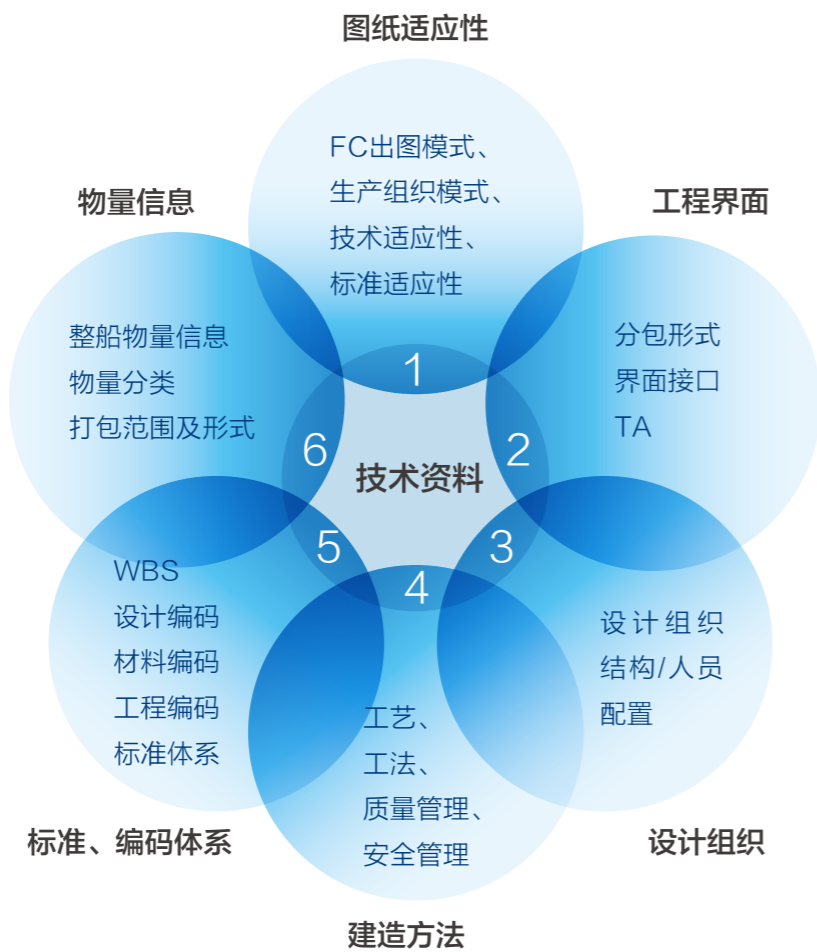 图纸适应性
FC出图模式、
生产组织模式、
技术适应性、
标准适应性
1
工程界面
分包形式
界面接口
TA
2
设计组织
结构/人员
配置
3
设计组织
工艺、
工法、
质量管理、
安全管理
4
建造方法
WBS
设计编码
材料编码
工程编码
标准体系
5
标准、编码体系
物量信息
整船物量信息
物量分类
打包范围及形式
6
技术资料